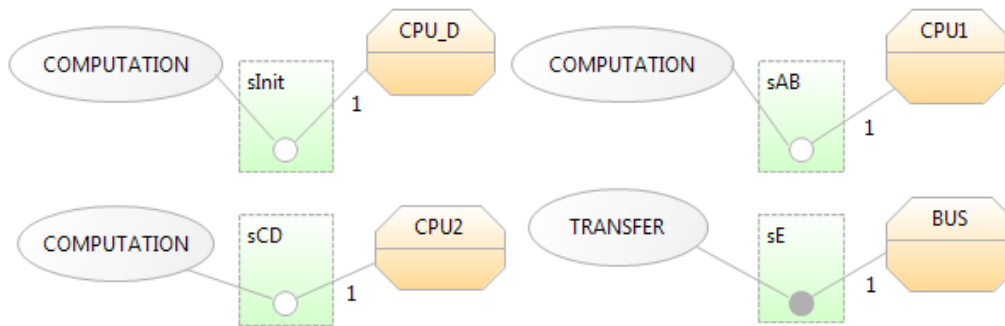 COMPUTATION
sInit
1
CPU_D
COMPUTATION
sAB
1
CPU1
COMPUTATION
sCD
1
CPU2
TRANSFER
sE
1
BUS